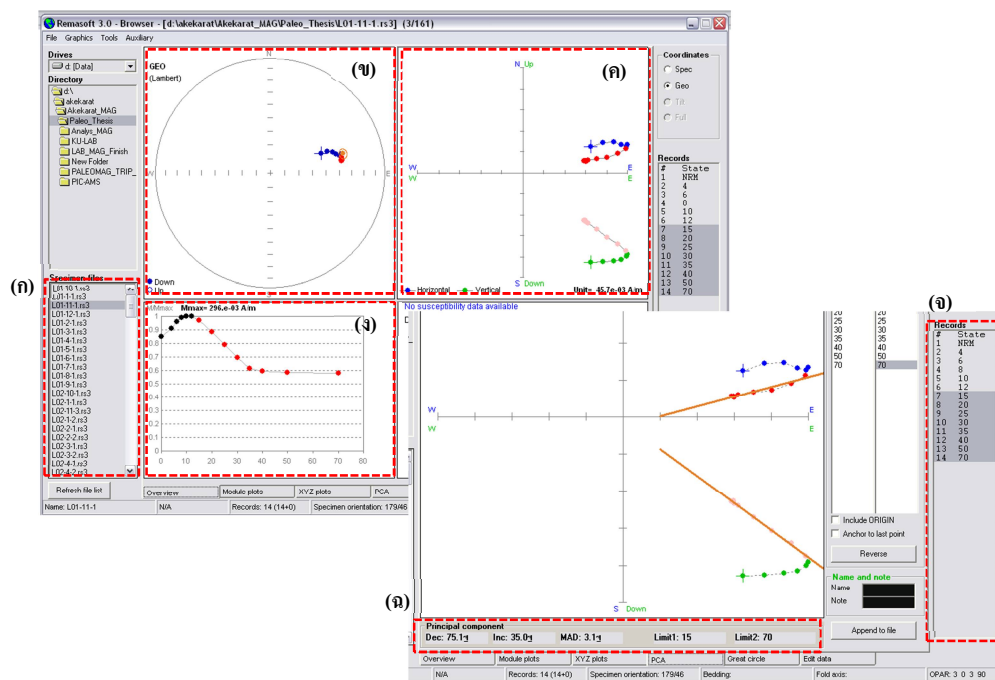 Remasoft 3.0 - Browser - [d:\akekarat\Akekarat_MAG\Paleo_Thesis\L01-11-1.rs3] (3/161)
File Graphics Tools Auxiliary
Drives
d: [Data]
Directory
d:\
akekarat
Akekarat_MAG
Paleo_Thesis
Analys_MAG
KU-LAB
LAB_MAG_Finish
New Folder
PALEOMAG_TRIP_
PIC-AMS
(ก)
Specimen files
L01-10-1.rs3
L01-1-1.rs3
L01-11-1.rs3
L01-12-1.rs3
L01-2-1.rs3
L01-3-1.rs3
L01-4-1.rs3
L01-5-1.rs3
L01-6-1.rs3
L01-7-1.rs3
L01-8-1.rs3
L01-9-1.rs3
L02-10-1.rs3
L02-1-1.rs3
L02-11-3.rs3
L02-1-2.rs3
L02-2-1.rs3
L02-2-2.rs3
L02-3-1.rs3
L02-3-2.rs3
L02-4-1.rs3
L02-4-2.rs3
Refresh file list
Name: L01-11-1 N/A Records: 14 (14+0) Specimen orientation: 179/46
(ข)
GEO
(Lambert)
N
W
E
S
Down
Up
(ค)
N Up
W E
W E
S Down
Horizontal Vertical Unit= 45.7e-03 A/m
Coordinates
Spec
Geo
Tilt
Full
Records
# State
1 NRM
2 4
3 6
4 0
5 10
6 12
7 15
8 20
9 25
10 30
11 35
12 40
13 50
14 70
M/Mmax Mmax= 296.e-03 A/m
(ง)
1
0.9
0.8
0.7
0.6
0.5
0.4
0.3
0.2
0.1
0
0 10 20 30 40 50 60 70 80
No susceptibility data available
Overview Module plots XYZ plots PCA
W E
W E
S Down
20 20
25 25
30 30
35 35
40 40
50 50
70 70
Include ORIGIN
Anchor to last point
Reverse
Name and note
Name
Note
Append to file
(จ)
Records
# State
1 NRM
2 4
3 6
4 8
5 10
6 12
7 15
8 20
9 25
10 30
11 35
12 40
13 50
14 70
(ฉ)
Principal component
Dec: 75.1 Inc: 35.0 MAD: 3.1 Limit1: 15 Limit2: 70
Overview Module plots XYZ plots PCA Great circle Edit data
N/A Records: 14 (14+0) Specimen orientation: 179/46 Bedding: Fold axis: OPAR: 3 0 3 90